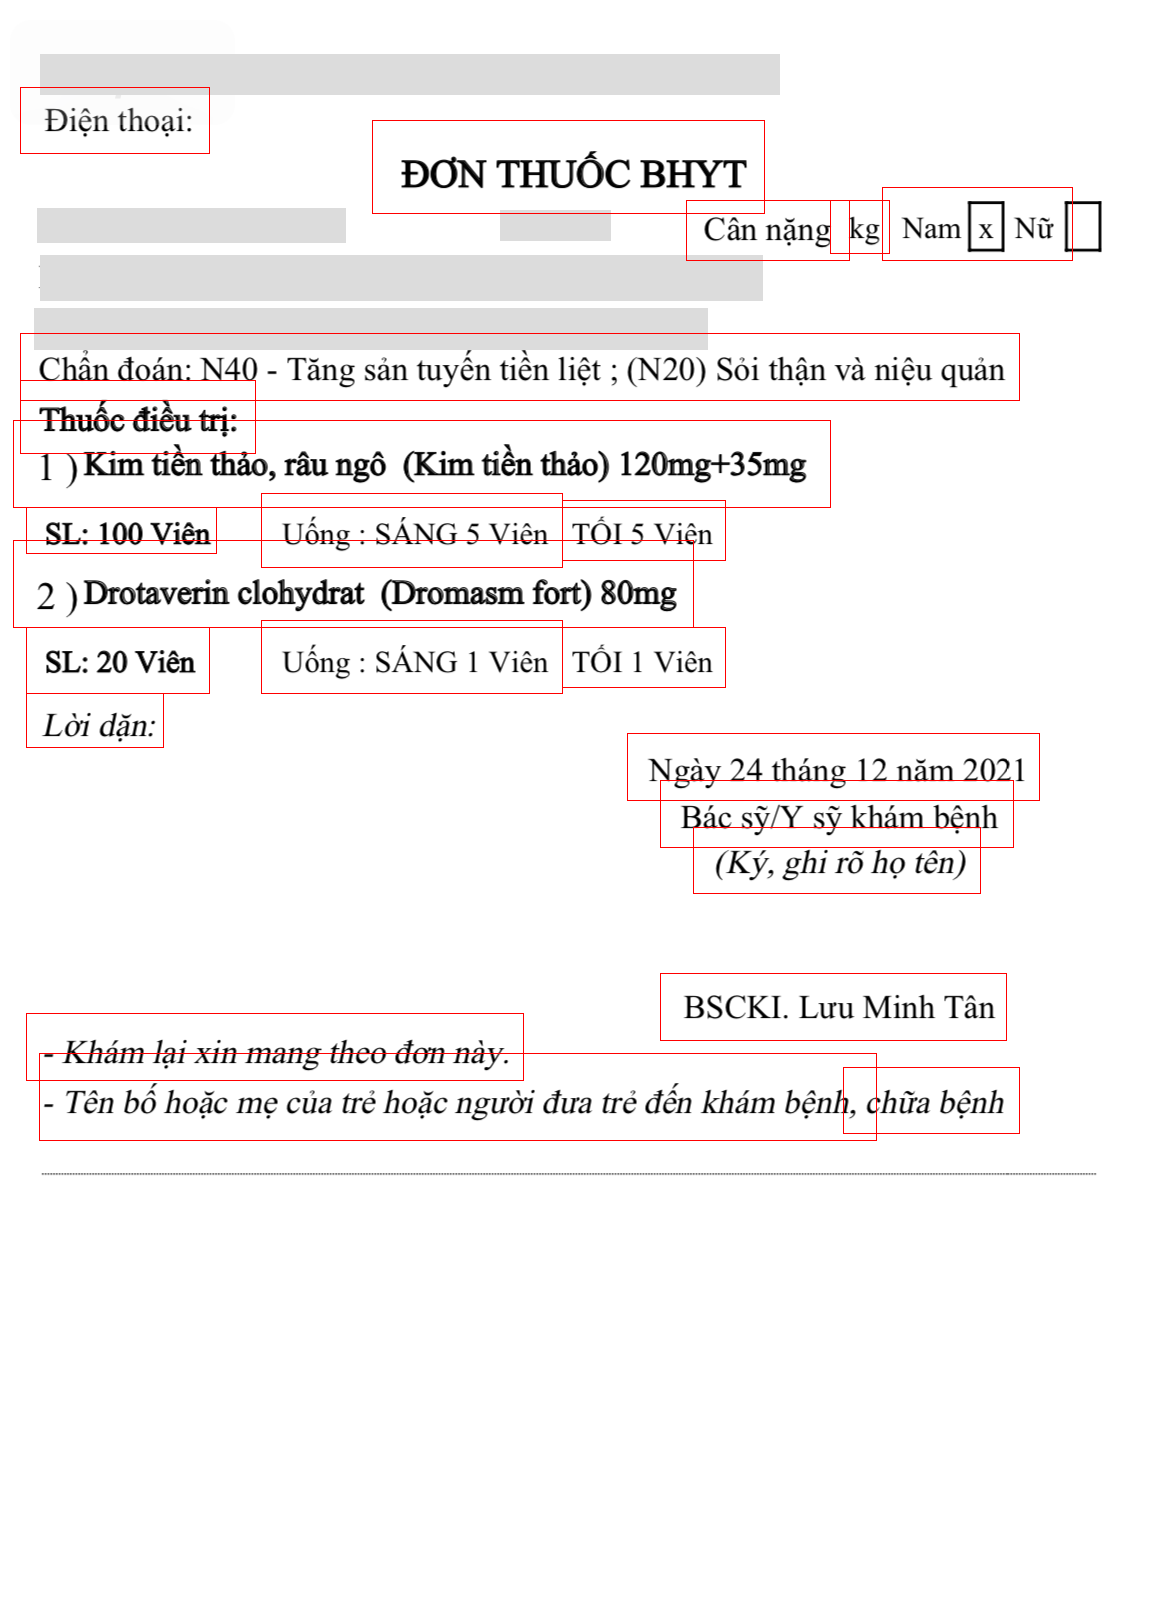 Điện thoại:
ĐƠN THUỐC BHYT
Cân nặng kg Nam x Nữ
Chẩn đoán: N40 - Tăng sản tuyến tiền liệt ; (N20) Sỏi thận và niệu quản
Thuốc điều trị:
1 ) Kim tiền thảo, râu ngô (Kim tiền thảo) 120mg+35mg
SL: 100 Viên Uống : SÁNG 5 Viên TỐI 5 Viên
2 ) Drotaverin clohydrat (Dromasm fort) 80mg
SL: 20 Viên Uống : SÁNG 1 Viên TỐI 1 Viên
Lời dặn:
Ngày 24 tháng 12 năm 2021
Bác sỹ/Y sỹ khám bệnh
(Ký, ghi rõ họ tên)
BSCKI. Lưu Minh Tân
- Khám lại xin mang theo đơn này.
- Tên bố hoặc mẹ của trẻ hoặc người đưa trẻ đến khám bệnh, chữa bệnh